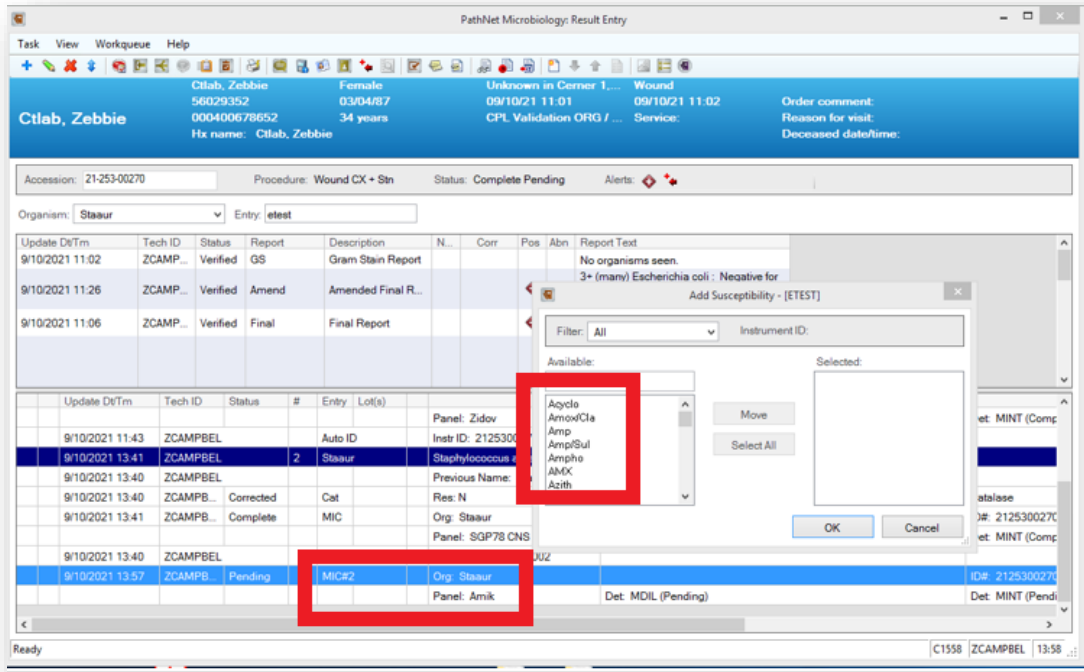 PathNet Microbiology: Result Entry
Task View Workqueue Help
Ctlab, Zebbie Female Unknown in Cerner 1,... Wound
56029352 03/04/87 09/10/21 11:01 09/10/21 11:02 Order comment:
Ctlab, Zebbie 000400678652 34 years CPL Validation ORG / ... Service: Reason for visit:
Hx name: Ctlab, Zebbie Deceased date/time:
Accession: 21-253-00270 Procedure: Wound CX + Stn Status: Complete Pending Alerts:
Organism: Staaur Entry: etest
Update Dt/Tm Tech ID Status Report Description N... Corr Pos Abn Report Text
9/10/2021 11:02 ZCAMP... Verified GS Gram Stain Report No organisms seen.
3+ (many) Escherichia coli : Negative for
9/10/2021 11:26 ZCAMP... Verified Amend Amended Final R...
9/10/2021 11:06 ZCAMP... Verified Final Final Report
Add Susceptibility - [ETEST]
Filter: All Instrument ID:
Available: Selected:
Acyclo
Amox/Cla
Amp
Amp/Sul
Ampho
AMX
Azith
Move
Select All
OK Cancel
Update Dt/Tm Tech ID Status # Entry Lot(s)
Panel: Zidov et: MINT (Comp
9/10/2021 11:43 ZCAMPBEL Auto ID Instr ID: 212530
9/10/2021 13:41 ZCAMPBEL 2 Staaur Staphylococcus a
9/10/2021 13:40 ZCAMPBEL Previous Name:
9/10/2021 13:40 ZCAMPB... Corrected Cat Res: N atalase
9/10/2021 13:41 ZCAMPB... Complete MIC Org: Staaur D#: 212530027C
Panel: SGP78 CNS et: MINT (Comp
9/10/2021 13:40 ZCAMPBEL 002
9/10/2021 13:57 ZCAMPB... Pending MIC#2 Org: Staaur ID#: 2125300270
Panel: Amik Det: MDIL (Pending) Det: MINT (Pendi
Ready C1558 ZCAMPBEL 13:58